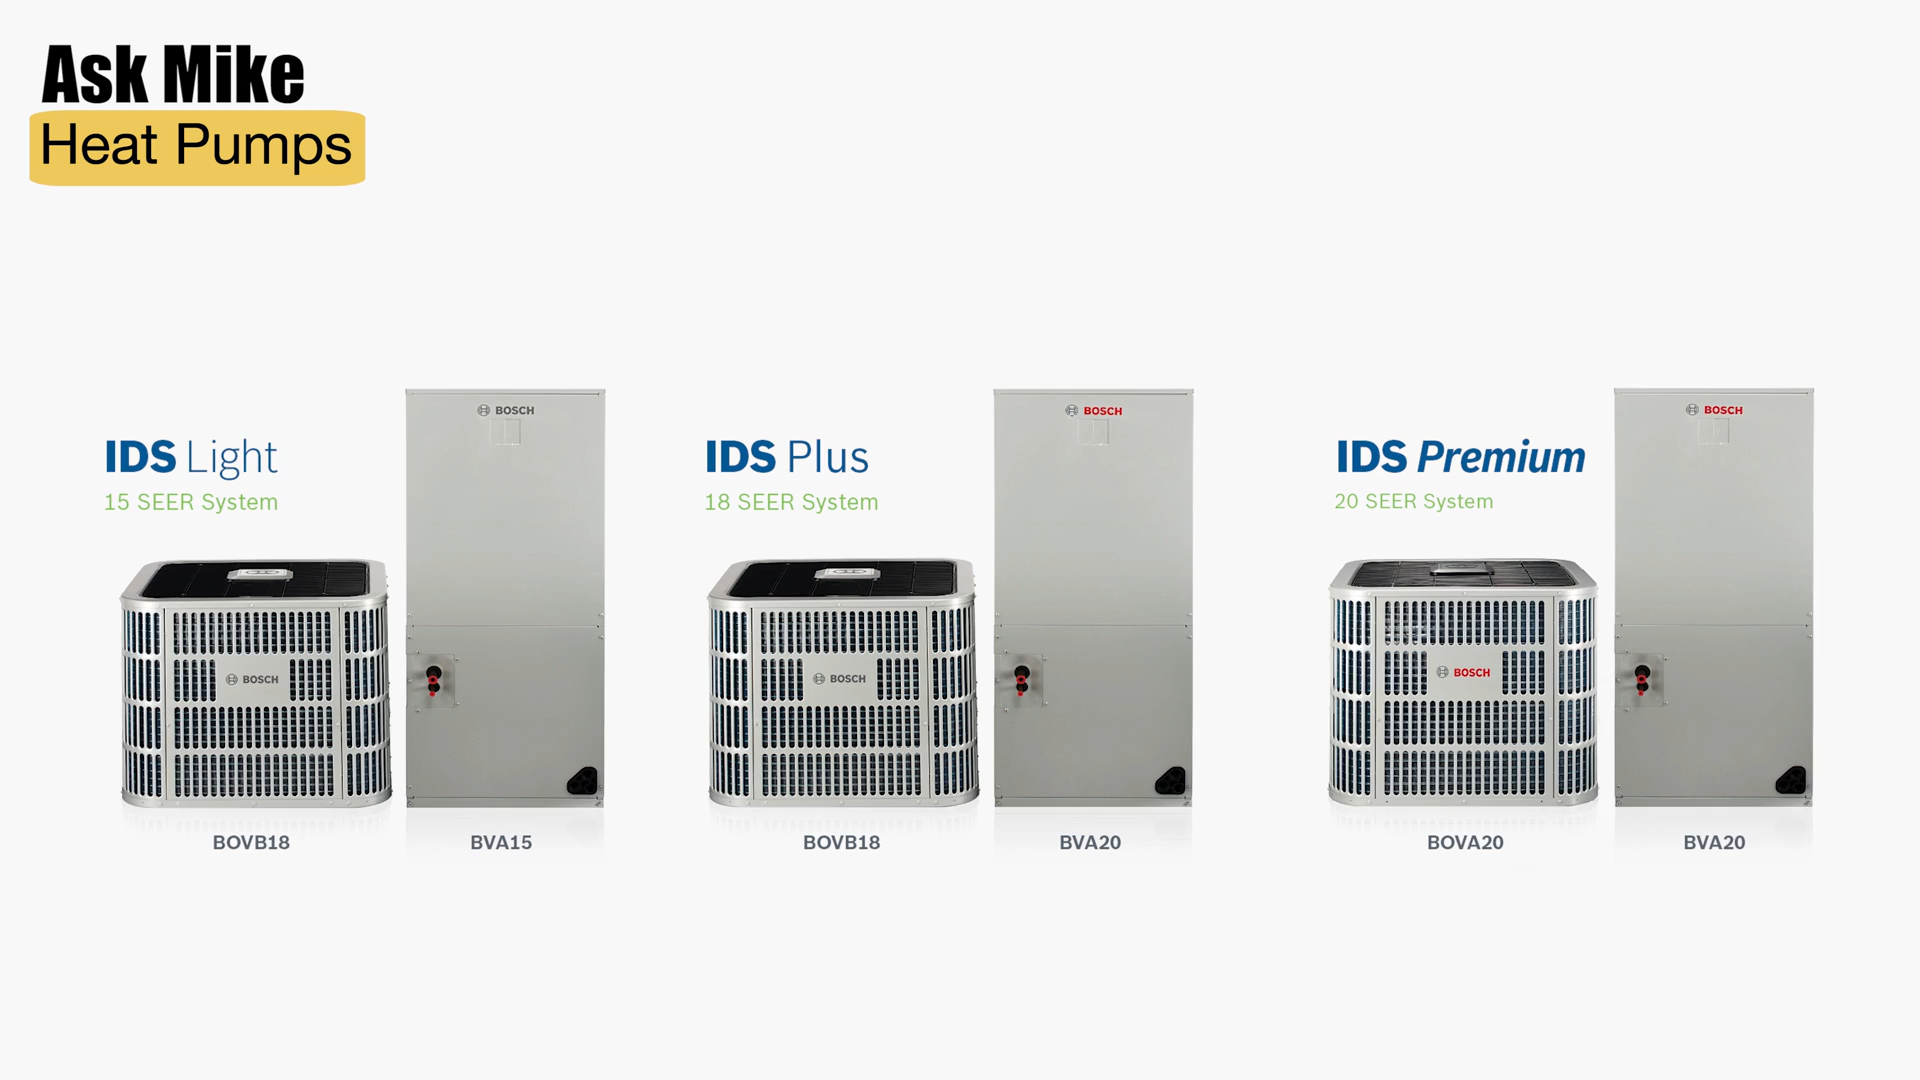 Ask Mike
Heat Pumps
IDS Light
15 SEER System
BOSCH
BOSCH
BOVB18
BVA15
IDS Plus
18 SEER System
BOSCH
BOSCH
BOVB18
BVA20
IDS Premium
20 SEER System
BOSCH
BOSCH
BOVA20
BVA20